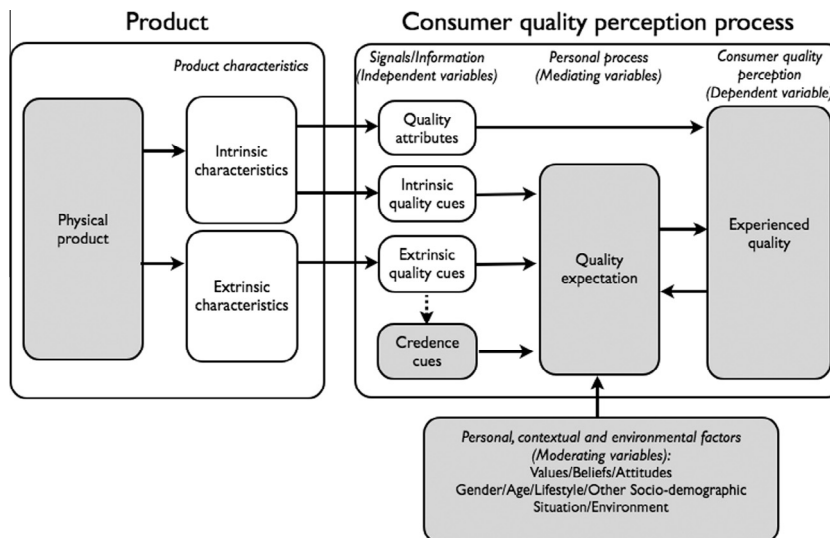 Product
Consumer quality perception process
Product characteristics
Signals/Information
(Independent variables)
Personal process
(Mediating variables)
Consumer quality
perception
(Dependent variable)
Physical
product
Intrinsic
characteristics
Extrinsic
characteristics
Quality
attributes
Intrinsic
quality cues
Extrinsic
quality cues
Credence
cues
Quality
expectation
Experienced
quality
Personal, contextual and environmental factors
(Moderating variables):
Values/Beliefs/Attitudes
Gender/Age/Lifestyle/Other Socio-demographic
Situation/Environment